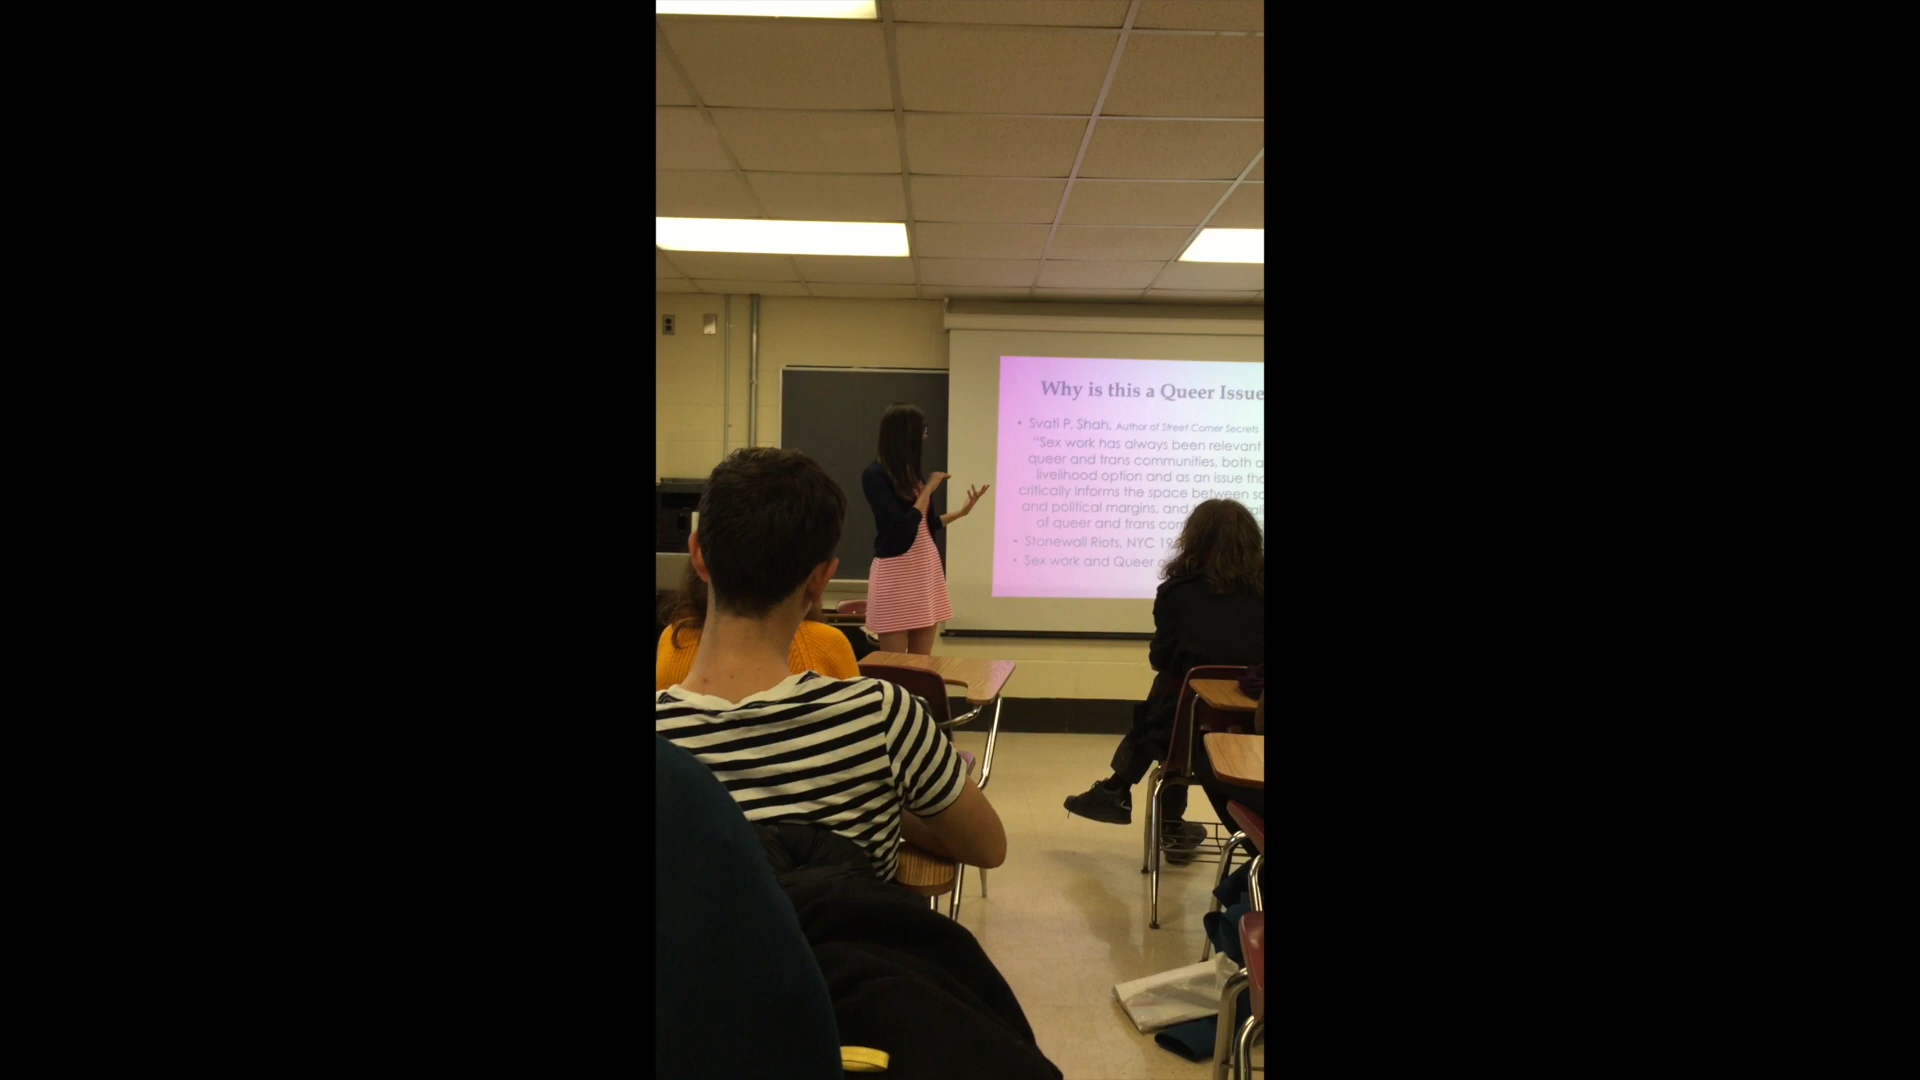 Why is this a Queer Issue
• Svati P. Shah, Author of Street Corner Secrets
"Sex work has always been relevant
queer and trans communities, both a
livelihood option and as an issue
critically informs the space between
and political margins, and
of queer and trans
• Stonewall Riots, NYC
• Sex work and Queer